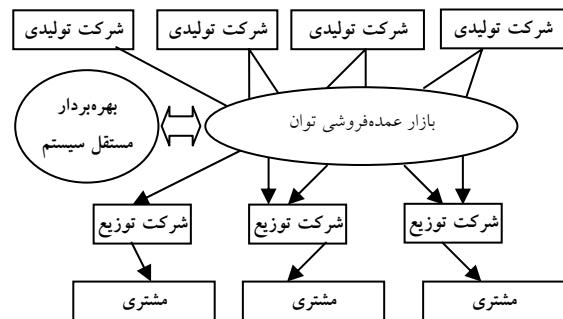 شرکت تولیدی
شرکت تولیدی
شرکت تولیدی
شرکت تولیدی
بازار عمده‌فروشی توان
بهره‌بردار
مستقل سیستم
شرکت توزیع
شرکت توزیع
شرکت توزیع
مشتری
مشتری
مشتری